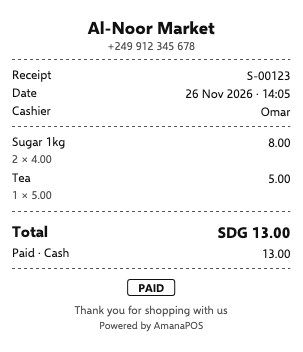 Al-Noor Market
+249 912 345 678
Receipt S-00123
Date 26 Nov 2026 · 14:05
Cashier Omar
Sugar 1kg 8.00
2 × 4.00
Tea 5.00
1 × 5.00
Total SDG 13.00
Paid · Cash 13.00
PAID
Thank you for shopping with us
Powered by AmanaPOS